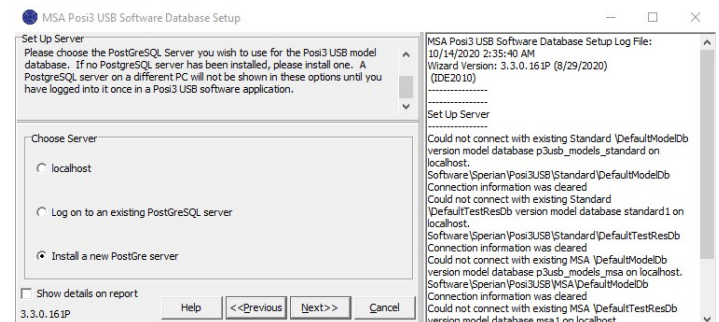 MSA Posi3 USB Software Database Setup
Set Up Server
Please choose the PostGreSQL Server you wish to use for the Posi3 USB model
database. If no PostgreSQL server has been installed, please install one. A
PostgreSQL server on a different PC will not be shown in these options until you
have logged into it once in a Posi3 USB software application.
Choose Server
localhost
Log on to an existing PostGreSQL server
Install a new PostGre server
Show details on report
3.3.0.161P
Help
<<Previous
Next>>
Cancel
MSA Posi3 USB Software Database Setup Log File:
10/14/2020 2:35:40 AM
Wizard Version: 3.3.0.161P (8/29/2020)
(IDE2010)
----------------
----------------
Set Up Server
----------------
Could not connect with existing Standard \DefaultModelDb
version model database p3usb_models_standard on
localhost.
Software\Sperian\Posi3USB\Standard\DefaultModelDb
Connection information was cleared
Could not connect with existing Standard
\DefaultTestResDb version model database standard1 on
localhost.
Software\Sperian\Posi3USB\Standard\DefaultTestResDb
Connection information was cleared
Could not connect with existing MSA \DefaultModelDb
version model database p3usb_models_msa on localhost.
Software\Sperian\Posi3USB\MSA\DefaultModelDb
Connection information was cleared
Could not connect with existing MSA \DefaultTestResDb
version model database msa1 on localhost.